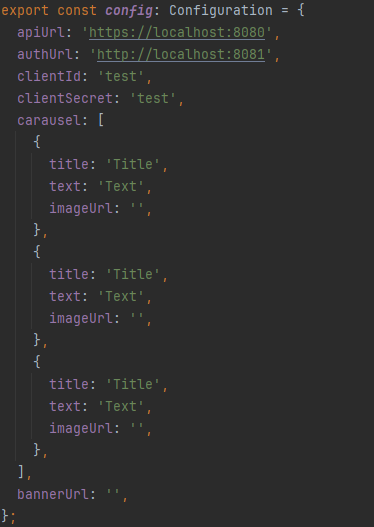 export const config: Configuration = {
  apiUrl: 'https://localhost:8080',
  authUrl: 'http://localhost:8081',
  clientId: 'test',
  clientSecret: 'test',
  carausel: [
    {
      title: 'Title',
      text: 'Text',
      imageUrl: '',
    },
    {
      title: 'Title',
      text: 'Text',
      imageUrl: '',
    },
    {
      title: 'Title',
      text: 'Text',
      imageUrl: '',
    },
  ],
  bannerUrl: '',
};